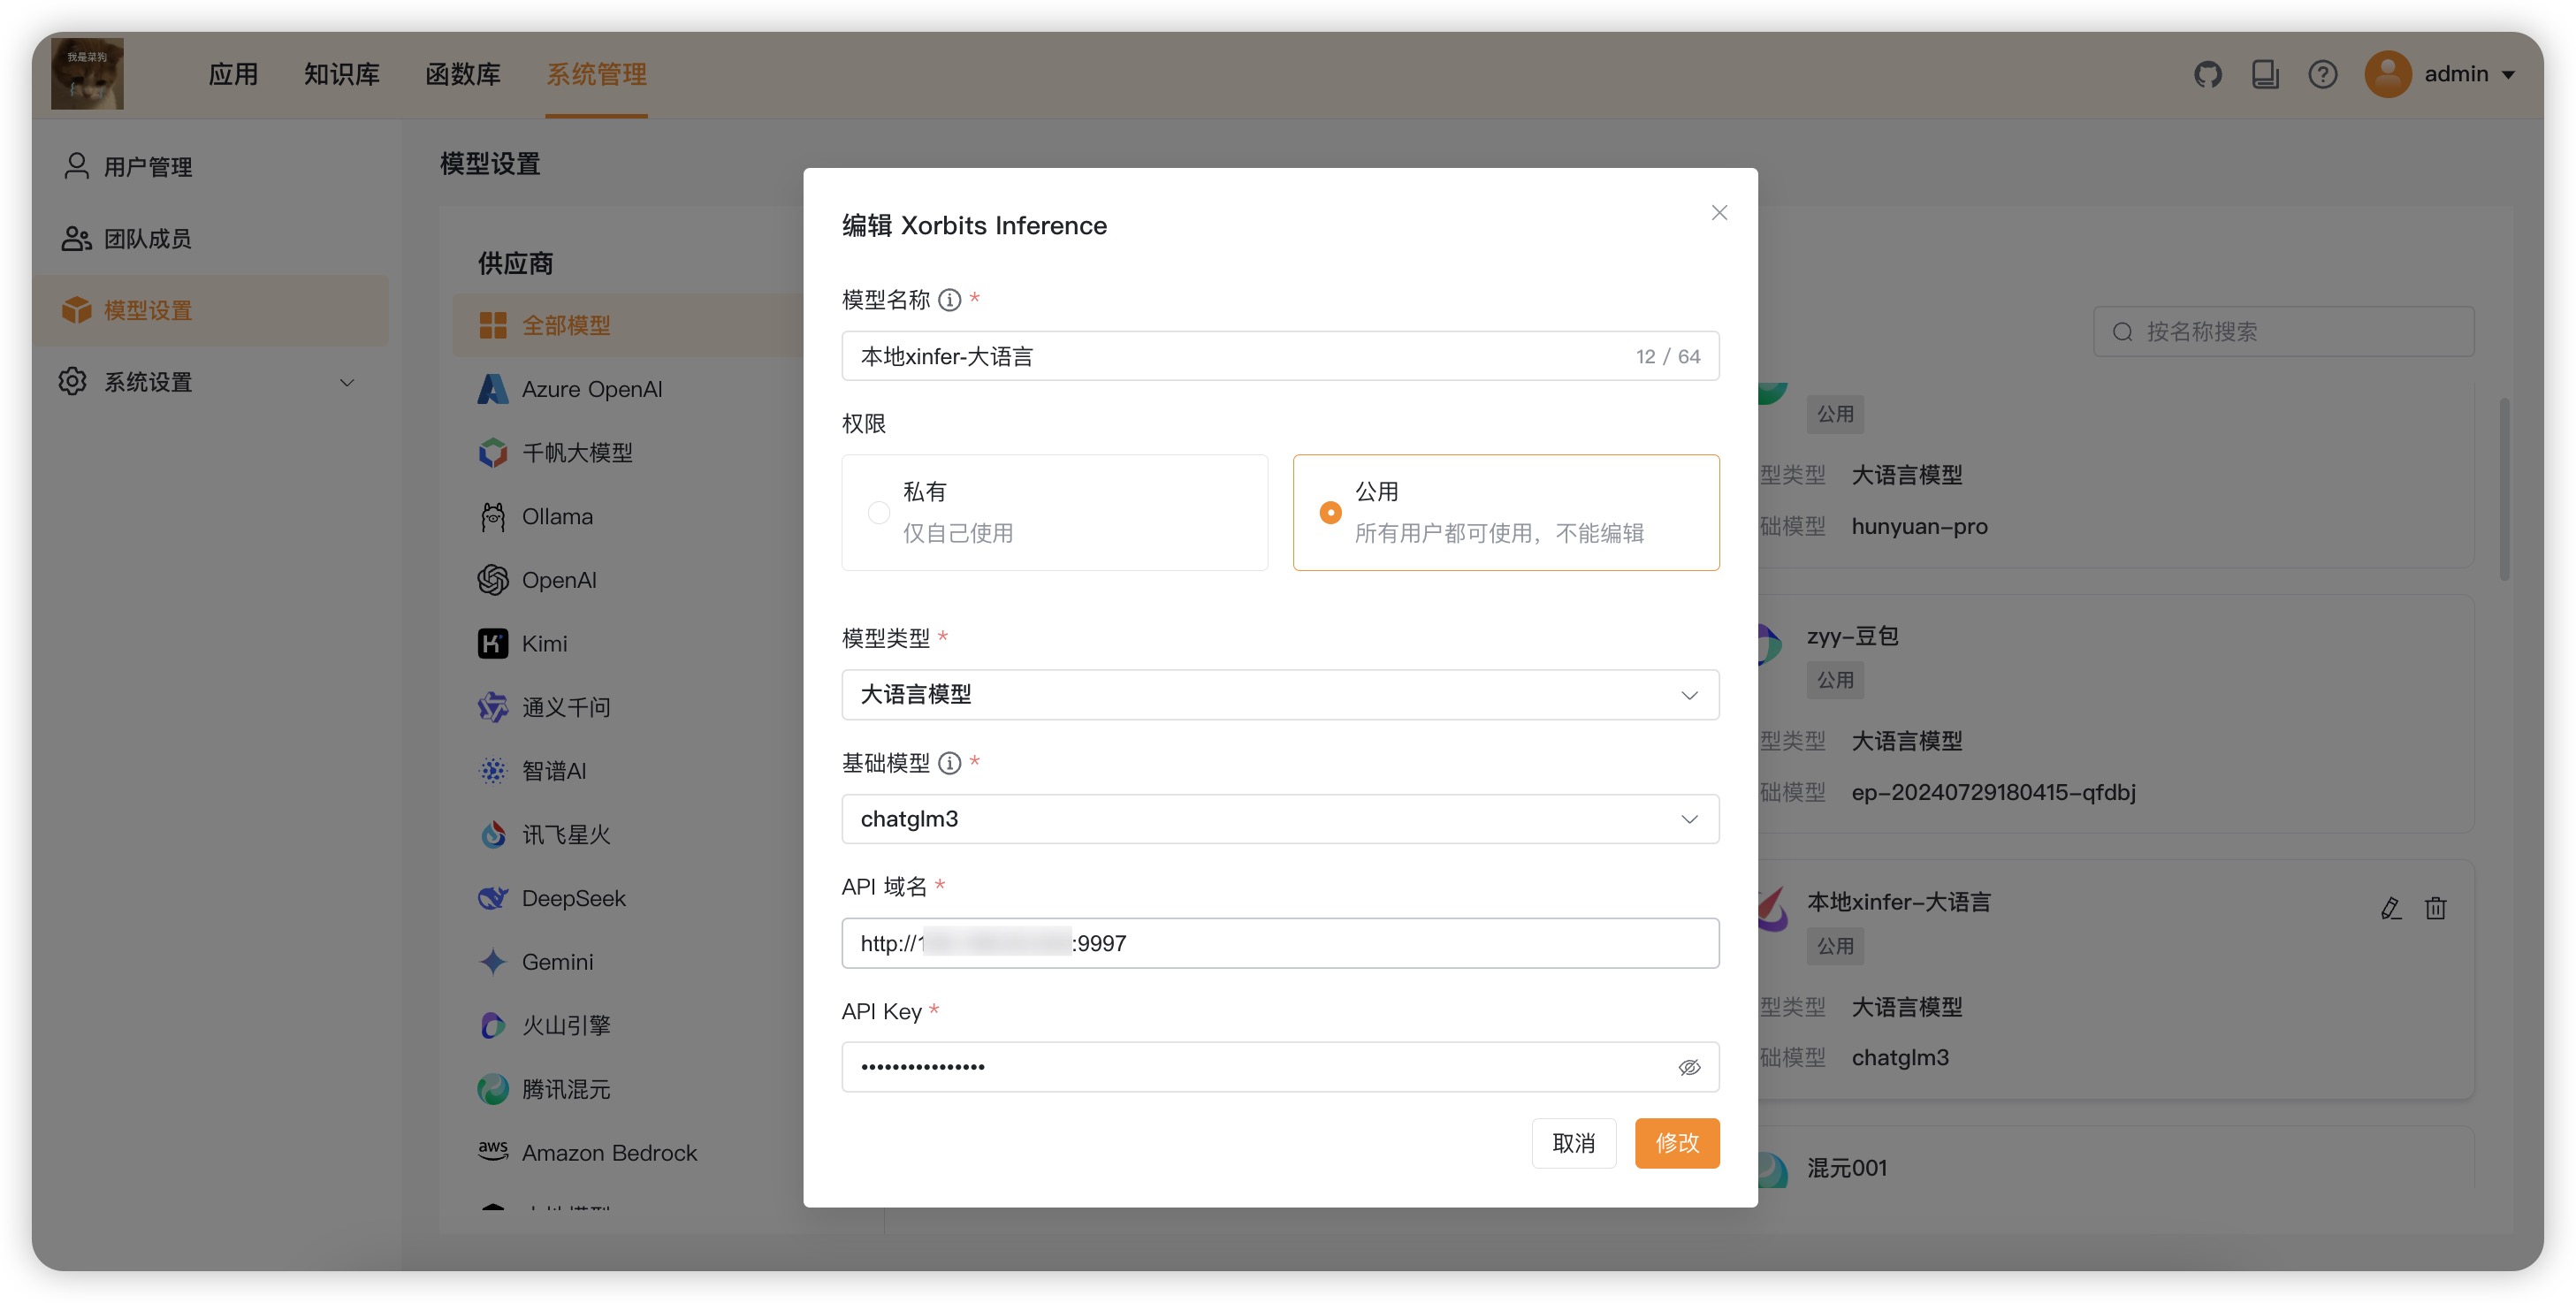 我是菜狗
应用
知识库
函数库
系统管理
admin
用户管理
团队成员
模型设置
系统设置
模型设置
供应商
全部模型
Azure OpenAI
千帆大模型
Ollama
OpenAI
Kimi
通义千问
智谱AI
讯飞星火
DeepSeek
Gemini
火山引擎
腾讯混元
aws Amazon Bedrock
编辑 Xorbits Inference
模型名称 *
本地xinfer-大语言 12 / 64
权限
私有
仅自己使用
公用
所有用户都可使用，不能编辑
模型类型 *
大语言模型
基础模型 *
chatglm3
API 域名 *
http://1 :9997
API Key *
••••••••••••••••
取消
修改
按名称搜索
公用
型类型 大语言模型
础模型 hunyuan-pro
zyy-豆包
公用
型类型 大语言模型
础模型 ep-20240729180415-qfdbj
本地xinfer-大语言
公用
型类型 大语言模型
础模型 chatglm3
混元001